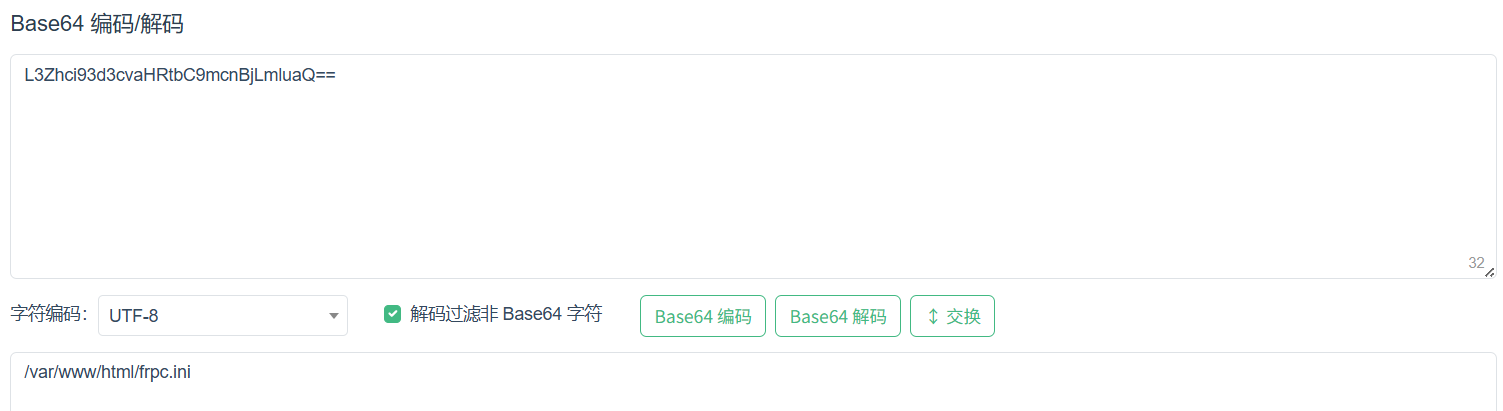 Base64 编码/解码
L3Zhci93d3cvaHRtbC9mcnBjLmluaQ==
32
字符编码： UTF-8 解码过滤非 Base64 字符 Base64 编码 Base64 解码 ↕ 交换
/var/www/html/frpc.ini